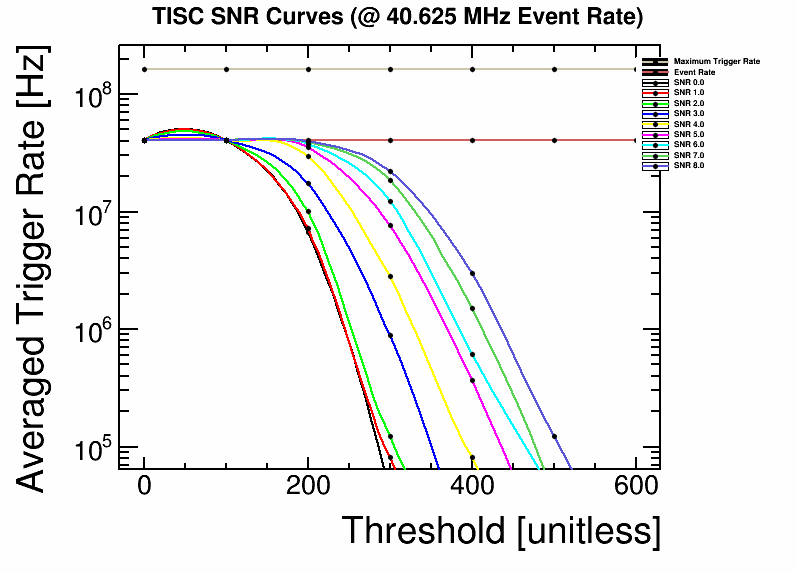 TISC SNR Curves (@ 40.625 MHz Event Rate)
Averaged Trigger Rate [Hz]
10^8
10^7
10^6
10^5
0 200 400 600
Threshold [unitless]
Maximum Trigger Rate
Event Rate
SNR 0.0
SNR 1.0
SNR 2.0
SNR 3.0
SNR 4.0
SNR 5.0
SNR 6.0
SNR 7.0
SNR 8.0